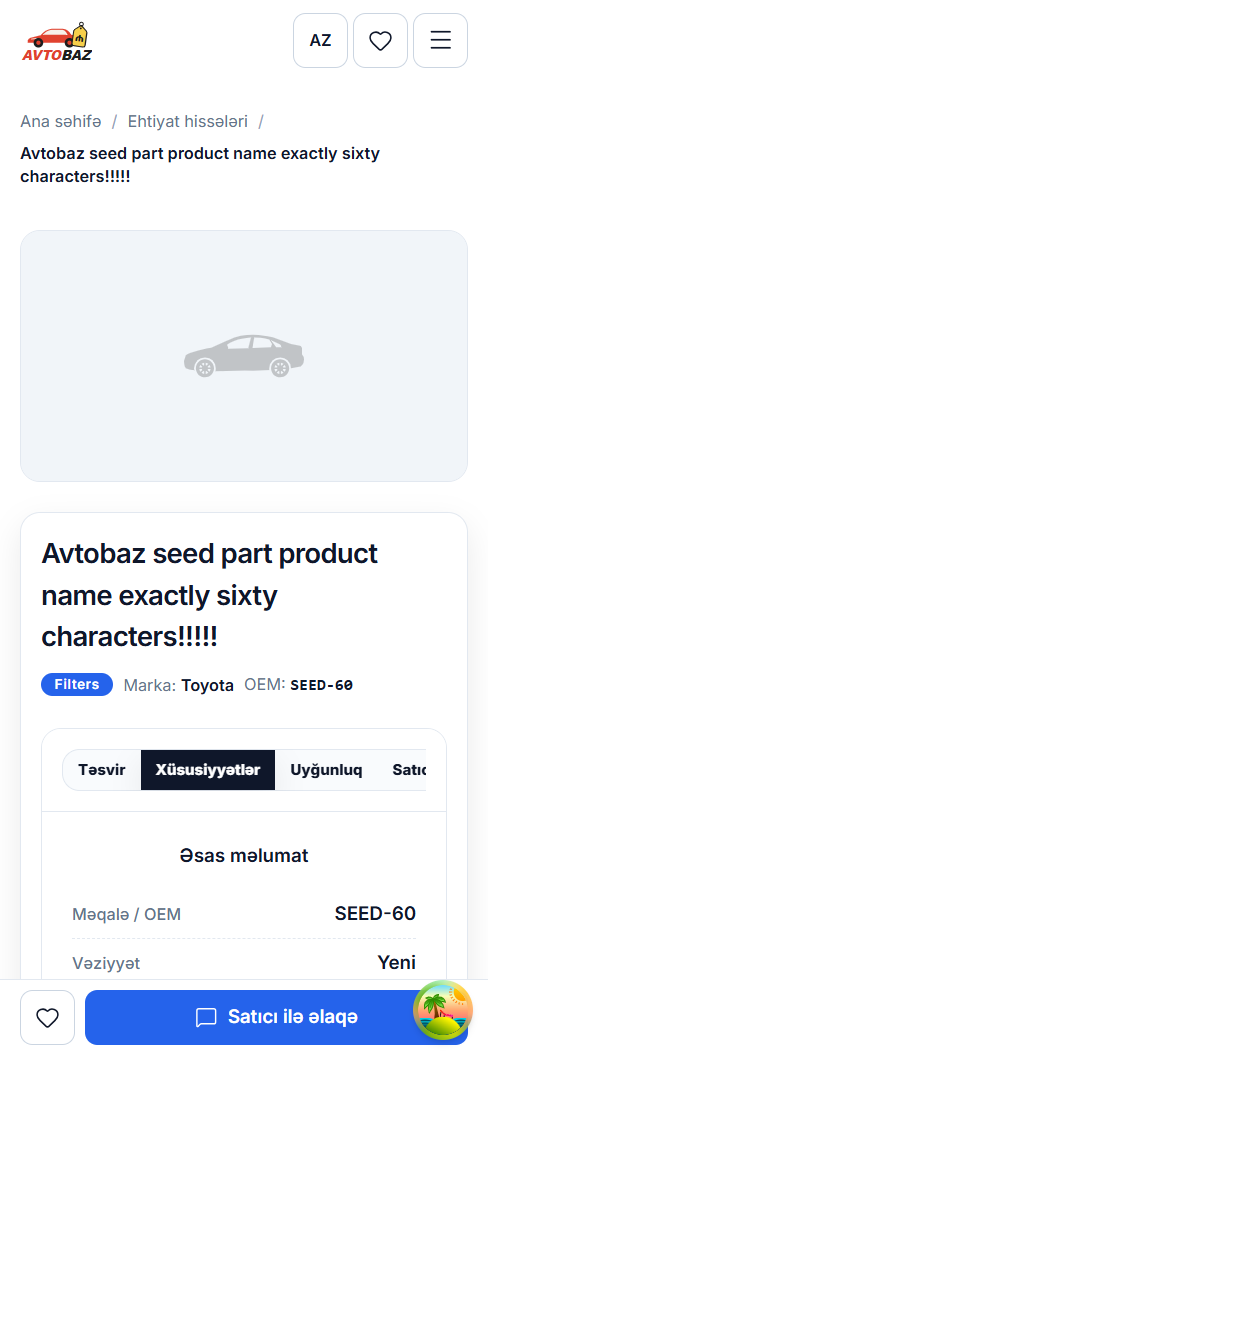 AVTOBAZ
AZ
Ana səhifə / Ehtiyat hissələri /
Avtobaz seed part product name exactly sixty
characters!!!!!
Avtobaz seed part product
name exactly sixty
characters!!!!!
Filters Marka: Toyota OEM: SEED-60
Təsvir Xüsusiyyətlər Uyğunluq
Əsas məlumat
Məqalə / OEM SEED-60
Vəziyyət Yeni
Satıcı ilə əlaqə